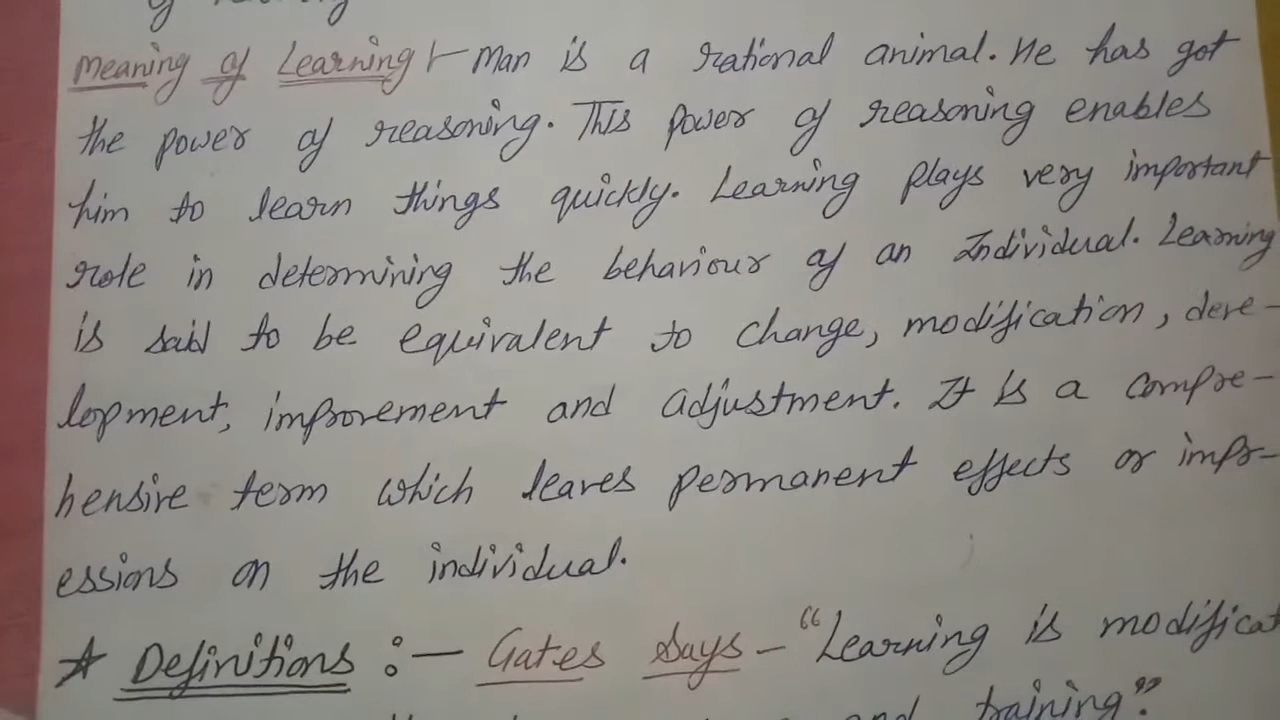 Meaning of Learning :- Man is a rational animal. He has got
the power of reasoning. This power of reasoning enables
him to learn things quickly. Learning plays very important
role in determining the behaviour of an Individual. Learning
is said to be equivalent to change, modification, deve-
lopment, improvement and adjustment. It is a compre-
hensive term which leaves permanent effects or impr-
essions on the individual.
★ Definitions :- Gates Says - "Learning is modificat
and training."